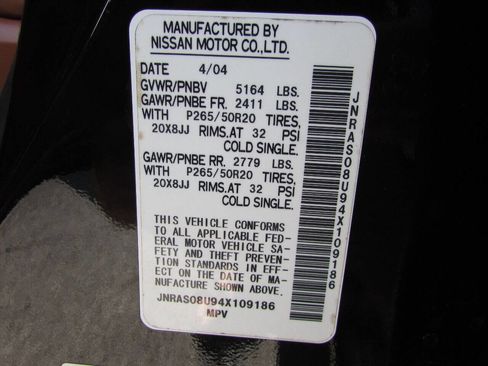 MANUFACTURED BY
NISSAN MOTOR CO.,LTD.
DATE 4/04
GVWR/PNBV 5164 LBS.
GAWR/PNBE FR. 2411 LBS.
WITH P265/50R20 TIRES,
20X8JJ RIMS.AT 32 PSI
COLD SINGLE.
GAWR/PNBE RR. 2779 LBS.
WITH P265/50R20 TIRES,
20X8JJ RIMS.AT 32 PSI
COLD SINGLE.
THIS VEHICLE CONFORMS
TO ALL APPLICABLE FED-
ERAL MOTOR VEHICLE SA-
FETY AND THEFT PREVEN-
TION STANDARDS IN EFF-
ECT ON THE DATE OF MA-
NUFACTURE SHOWN ABOVE.
JNRAS08U94X109186
MPV
JNRAS08U94X109186